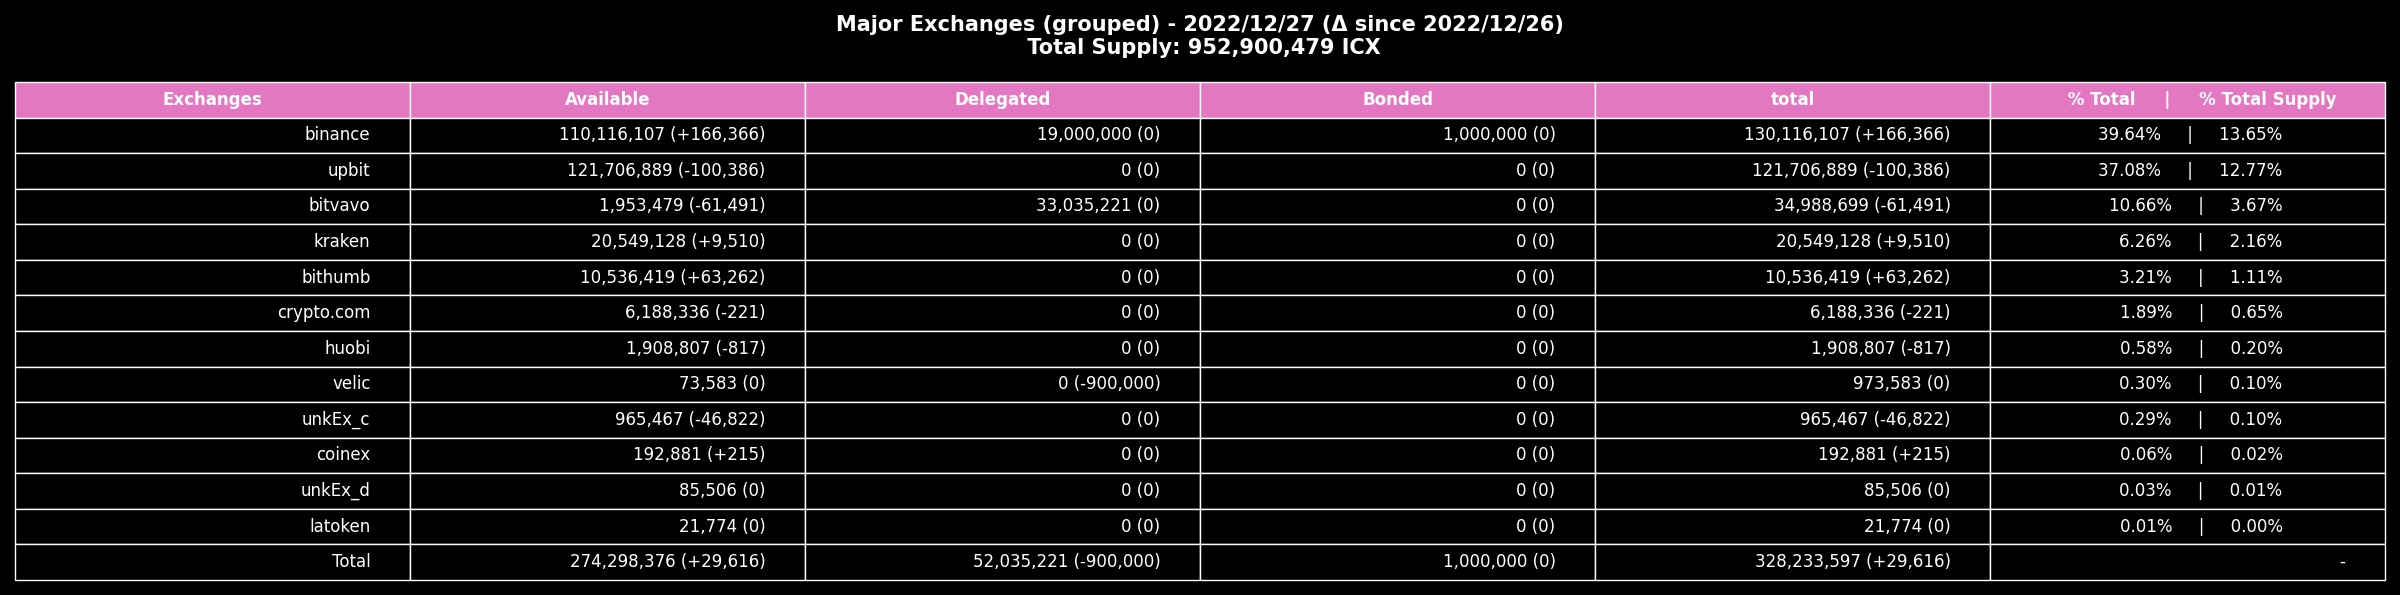 Major Exchanges (grouped) - 2022/12/27 (Δ since 2022/12/26)
Total Supply: 952,900,479 ICX
Exchanges Available Delegated Bonded total % Total | % Total Supply
binance 110,116,107 (+166,366) 19,000,000 (0) 1,000,000 (0) 130,116,107 (+166,366) 39.64% | 13.65%
upbit 121,706,889 (-100,386) 0 (0) 0 (0) 121,706,889 (-100,386) 37.08% | 12.77%
bitvavo 1,953,479 (-61,491) 33,035,221 (0) 0 (0) 34,988,699 (-61,491) 10.66% | 3.67%
kraken 20,549,128 (+9,510) 0 (0) 0 (0) 20,549,128 (+9,510) 6.26% | 2.16%
bithumb 10,536,419 (+63,262) 0 (0) 0 (0) 10,536,419 (+63,262) 3.21% | 1.11%
crypto.com 6,188,336 (-221) 0 (0) 0 (0) 6,188,336 (-221) 1.89% | 0.65%
huobi 1,908,807 (-817) 0 (0) 0 (0) 1,908,807 (-817) 0.58% | 0.20%
velic 73,583 (0) 0 (-900,000) 0 (0) 973,583 (0) 0.30% | 0.10%
unkEx_c 965,467 (-46,822) 0 (0) 0 (0) 965,467 (-46,822) 0.29% | 0.10%
coinex 192,881 (+215) 0 (0) 0 (0) 192,881 (+215) 0.06% | 0.02%
unkEx_d 85,506 (0) 0 (0) 0 (0) 85,506 (0) 0.03% | 0.01%
latoken 21,774 (0) 0 (0) 0 (0) 21,774 (0) 0.01% | 0.00%
Total 274,298,376 (+29,616) 52,035,221 (-900,000) 1,000,000 (0) 328,233,597 (+29,616) -